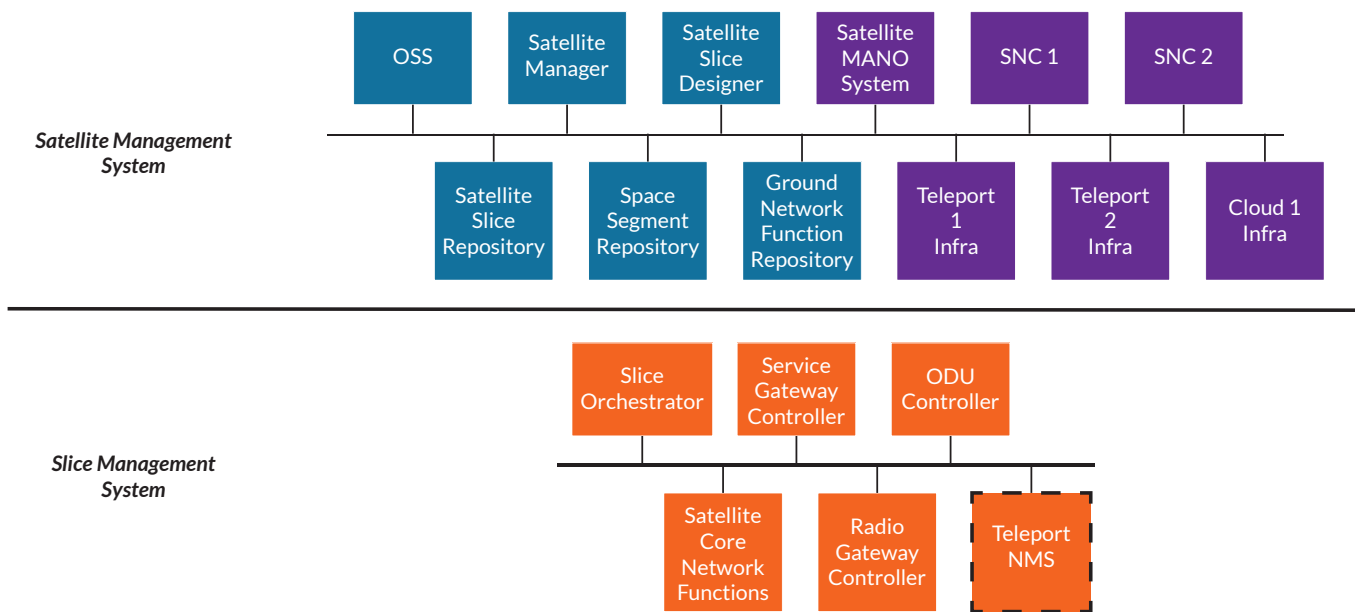 OSS
Satellite
Manager
Satellite
Slice
Designer
Satellite
MANO
System
SNC 1
SNC 2
Satellite Management
System
Satellite
Slice
Repository
Space
Segment
Repository
Ground
Network
Function
Repository
Teleport
1
Infra
Teleport
2
Infra
Cloud 1
Infra
Slice
Orchestrator
Service
Gateway
Controller
ODU
Controller
Slice Management
System
Satellite
Core
Network
Functions
Radio
Gateway
Controller
Teleport
NMS